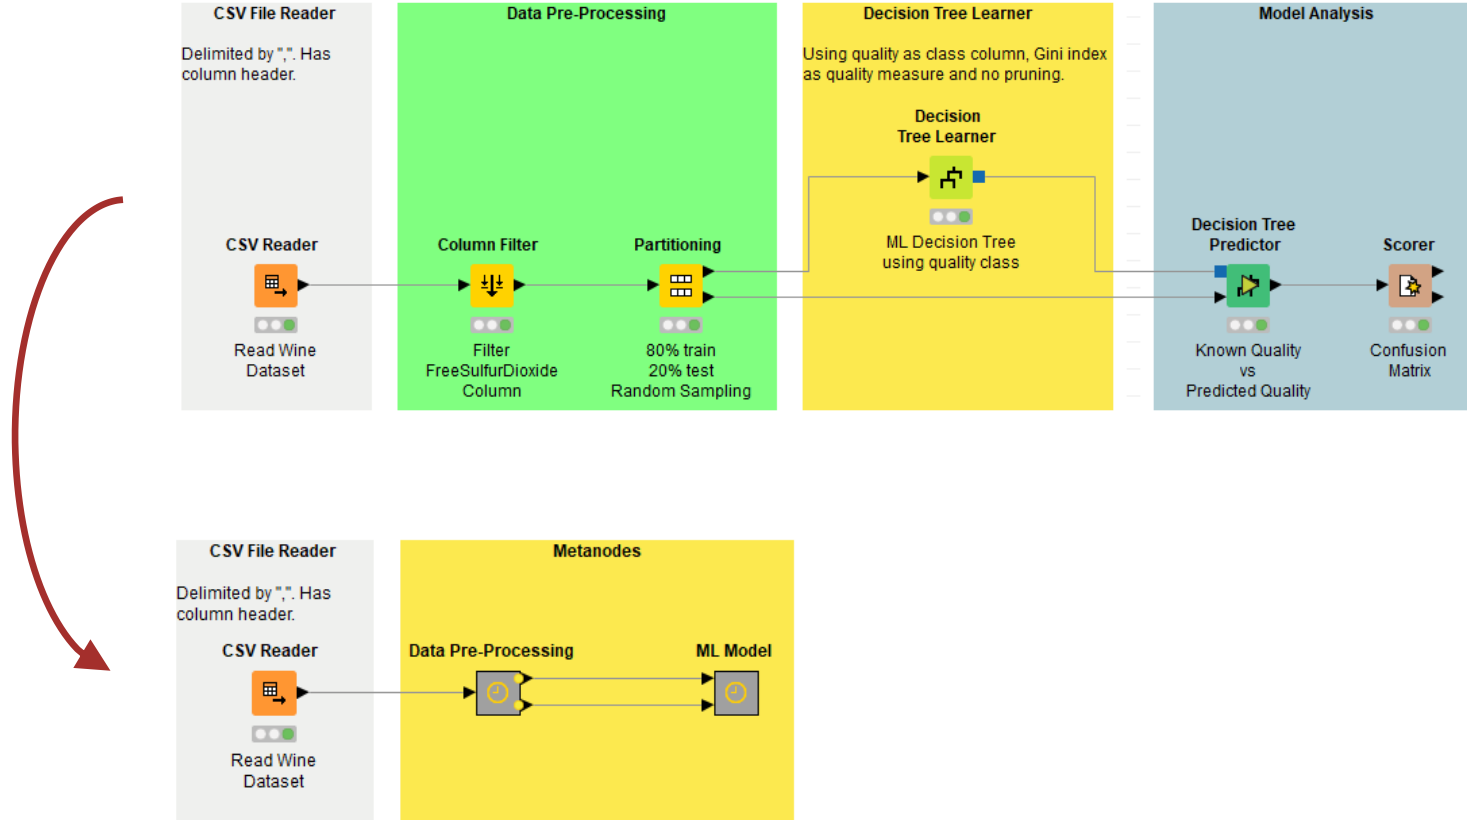 CSV File Reader
Delimited by ",". Has
column header.
CSV Reader
Read Wine
Dataset
Data Pre-Processing
Column Filter
Filter
FreeSulfurDioxide
Column
Partitioning
80% train
20% test
Random Sampling
Decision Tree Learner
Using quality as class column, Gini index
as quality measure and no pruning.
Decision
Tree Learner
ML Decision Tree
using quality class
Model Analysis
Decision Tree
Predictor
Known Quality
vs
Predicted Quality
Scorer
Confusion
Matrix
CSV File Reader
Delimited by ",". Has
column header.
CSV Reader
Read Wine
Dataset
Metanodes
Data Pre-Processing
ML Model